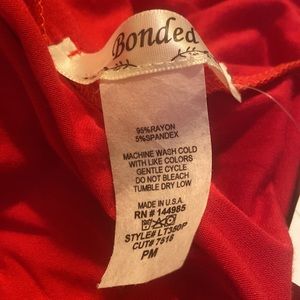 Bonded
95%RAYON
5%SPANDEX
MACHINE WASH COLD
WITH LIKE COLORS
GENTLE CYCLE
DO NOT BLEACH
TUMBLE DRY LOW
MADE IN U.S.A.
RN # 144985
STYLE# LT350P
CUT# 7518
PM